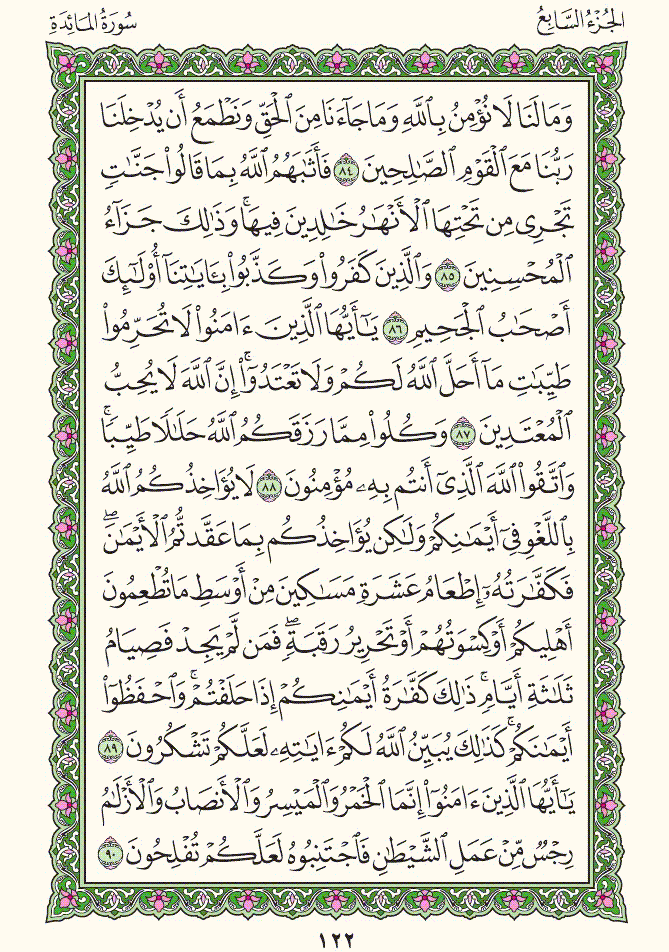 الجُزْءُ السَّابِعُ
سُورَةُ المَائِدَةِ
وَمَا لَنَا لَا نُؤْمِنُ بِٱللَّهِ وَمَا جَآءَنَا مِنَ ٱلْحَقِّ وَنَطْمَعُ أَن يُدْخِلَنَا
رَبُّنَا مَعَ ٱلْقَوْمِ ٱلصَّٰلِحِينَ ٨٤ فَأَثَٰبَهُمُ ٱللَّهُ بِمَا قَالُوا۟ جَنَّٰتٍ
تَجْرِى مِن تَحْتِهَا ٱلْأَنْهَٰرُ خَٰلِدِينَ فِيهَا ۚ وَذَٰلِكَ جَزَآءُ
ٱلْمُحْسِنِينَ ٨٥ وَٱلَّذِينَ كَفَرُوا۟ وَكَذَّبُوا۟ بِـَٔايَٰتِنَآ أُو۟لَٰٓئِكَ
أَصْحَٰبُ ٱلْجَحِيمِ ٨٦ يَٰٓأَيُّهَا ٱلَّذِينَ ءَامَنُوا۟ لَا تُحَرِّمُوا۟
طَيِّبَٰتِ مَآ أَحَلَّ ٱللَّهُ لَكُمْ وَلَا تَعْتَدُوٓا۟ ۚ إِنَّ ٱللَّهَ لَا يُحِبُّ
ٱلْمُعْتَدِينَ ٨٧ وَكُلُوا۟ مِمَّا رَزَقَكُمُ ٱللَّهُ حَلَٰلًا طَيِّبًا ۚ
وَٱتَّقُوا۟ ٱللَّهَ ٱلَّذِىٓ أَنتُم بِهِۦ مُؤْمِنُونَ ٨٨ لَا يُؤَاخِذُكُمُ ٱللَّهُ
بِٱللَّغْوِ فِىٓ أَيْمَٰنِكُمْ وَلَٰكِن يُؤَاخِذُكُم بِمَا عَقَّدتُّمُ ٱلْأَيْمَٰنَ ۖ
فَكَفَّٰرَتُهُۥٓ إِطْعَامُ عَشَرَةِ مَسَٰكِينَ مِنْ أَوْسَطِ مَا تُطْعِمُونَ
أَهْلِيكُمْ أَوْ كِسْوَتُهُمْ أَوْ تَحْرِيرُ رَقَبَةٍ ۖ فَمَن لَّمْ يَجِدْ فَصِيَامُ
ثَلَٰثَةِ أَيَّامٍ ۚ ذَٰلِكَ كَفَّٰرَةُ أَيْمَٰنِكُمْ إِذَا حَلَفْتُمْ ۚ وَٱحْفَظُوٓا۟
أَيْمَٰنَكُمْ ۚ كَذَٰلِكَ يُبَيِّنُ ٱللَّهُ لَكُمْ ءَايَٰتِهِۦ لَعَلَّكُمْ تَشْكُرُونَ ٨٩
يَٰٓأَيُّهَا ٱلَّذِينَ ءَامَنُوٓا۟ إِنَّمَا ٱلْخَمْرُ وَٱلْمَيْسِرُ وَٱلْأَنصَابُ وَٱلْأَزْلَٰمُ
رِجْسٌ مِّنْ عَمَلِ ٱلشَّيْطَٰنِ فَٱجْتَنِبُوهُ لَعَلَّكُمْ تُفْلِحُونَ ٩٠
١٢٢